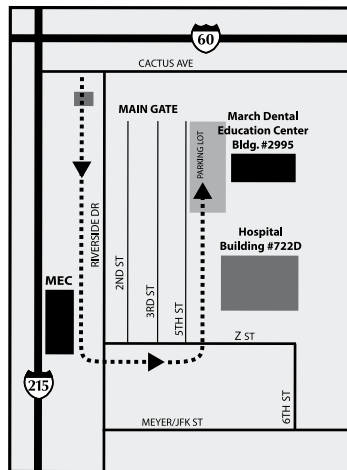 60
CACTUS AVE
MAIN GATE
March Dental
Education Center
Bldg. #2995
PARKING LOT
RIVERSIDE DR
2ND ST
3RD ST
5TH ST
Hospital
Building #722D
MEC
Z ST
215
6TH ST
MEYER/JFK ST